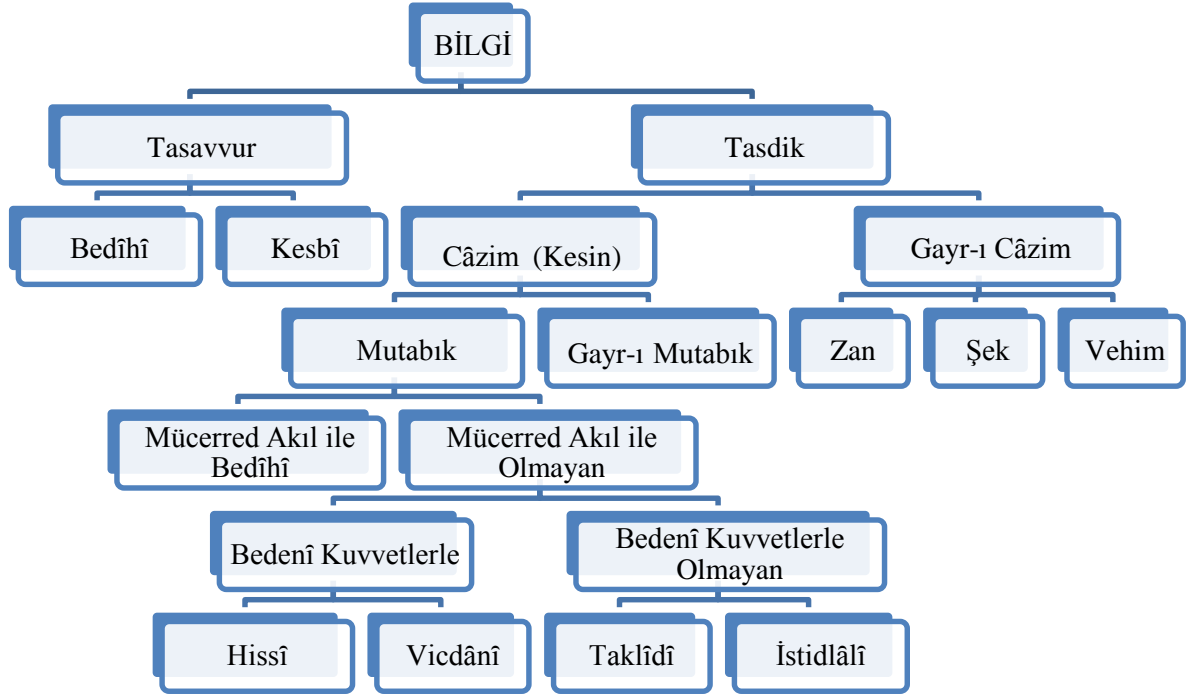 BİLGİ
Tasavvur
Tasdik
Bedîhî
Kesbî
Câzim (Kesin)
Gayr-ı Câzim
Mutabık
Gayr-ı Mutabık
Zan
Şek
Vehim
Mücerred Akıl ile
Bedîhî
Mücerred Akıl ile
Olmayan
Bedenî Kuvvetlerle
Bedenî Kuvvetlerle
Olmayan
Hissî
Vicdânî
Taklîdî
İstidlâlî